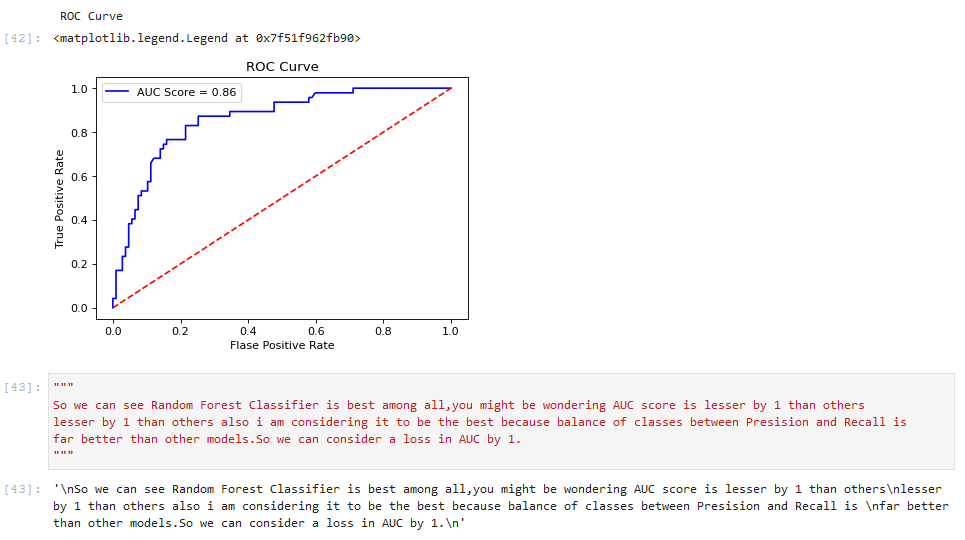 ROC Curve
[42]: <matplotlib.legend.Legend at 0x7f51f962fb90>
ROC Curve
AUC Score = 0.86
1.0
0.8
0.6
0.4
0.2
0.0
True Positive Rate
0.0 0.2 0.4 0.6 0.8 1.0
Flase Positive Rate
[43]: """
So we can see Random Forest Classifier is best among all,you might be wondering AUC score is lesser by 1 than others
lesser by 1 than others also i am considering it to be the best because balance of classes between Presision and Recall is
far better than other models.So we can consider a loss in AUC by 1.
"""
[43]: '\nSo we can see Random Forest Classifier is best among all,you might be wondering AUC score is lesser by 1 than others\nlesser
by 1 than others also i am considering it to be the best because balance of classes between Presision and Recall is \nfar better
than other models.So we can consider a loss in AUC by 1.\n'